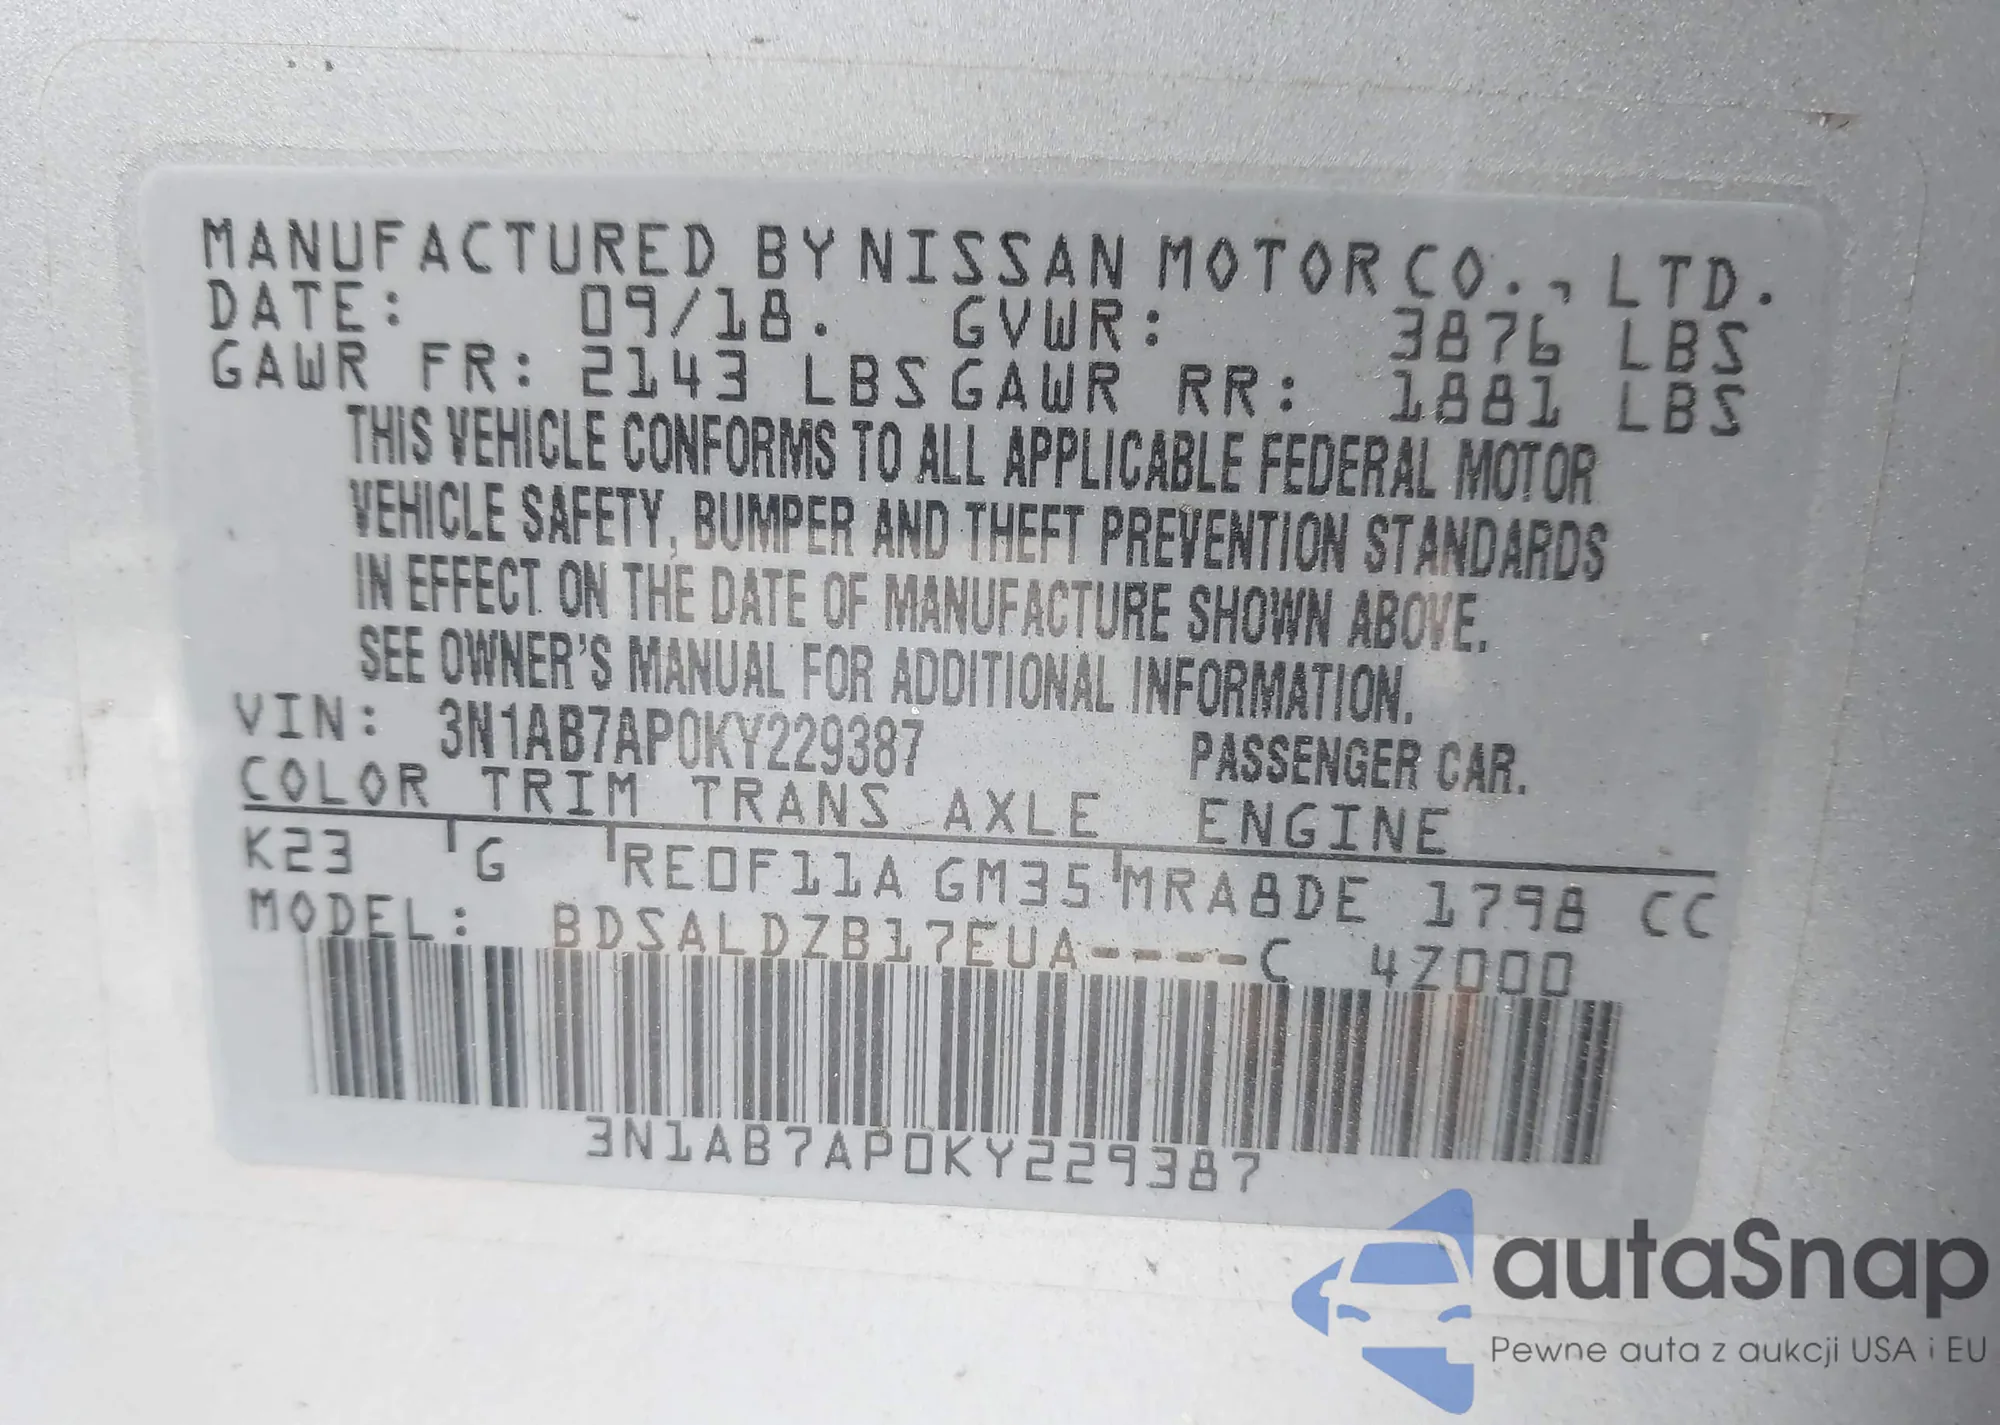 MANUFACTURED BY NISSAN MOTOR CO., LTD.
DATE: 09/18. GVWR: 3876 LBS
GAWR FR: 2143 LBS GAWR RR: 1881 LBS
THIS VEHICLE CONFORMS TO ALL APPLICABLE FEDERAL MOTOR
VEHICLE SAFETY, BUMPER AND THEFT PREVENTION STANDARDS
IN EFFECT ON THE DATE OF MANUFACTURE SHOWN ABOVE.
SEE OWNER'S MANUAL FOR ADDITIONAL INFORMATION.
VIN: 3N1AB7AP0KY229387 PASSENGER CAR.
COLOR TRIM TRANS AXLE ENGINE
K23 G RE0F11A GM35 MRA8DE 1798 CC
MODEL: BDSALDZB17EUA----C 4Z000
3N1AB7AP0KY229387
autaSnap
Pewne auta z aukcji USA i EU